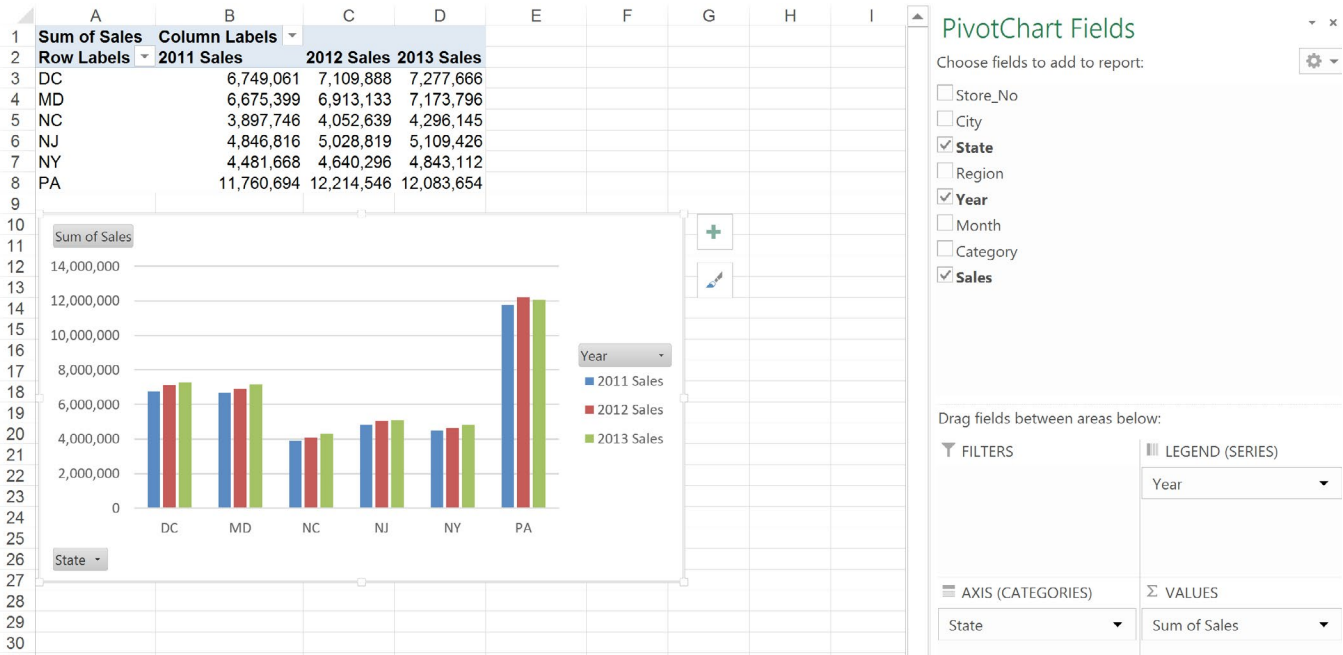 A B C D E F G H I
1 Sum of Sales Column Labels
2 Row Labels 2011 Sales 2012 Sales 2013 Sales
3 DC 6,749,061 7,109,888 7,277,666
4 MD 6,675,399 6,913,133 7,173,796
5 NC 3,897,746 4,052,639 4,296,145
6 NJ 4,846,816 5,028,819 5,109,426
7 NY 4,481,668 4,640,296 4,843,112
8 PA 11,760,694 12,214,546 12,083,654
9
10
11
12
13
14
15
16
17
18
19
20
21
22
23
24
25
26
27
28
29
30
Sum of Sales
14,000,000
12,000,000
10,000,000
8,000,000
6,000,000
4,000,000
2,000,000
0
DC MD NC NJ NY PA
Year
2011 Sales
2012 Sales
2013 Sales
State
PivotChart Fields
Choose fields to add to report:
Store_No
City
State
Region
Year
Month
Category
Sales
Drag fields between areas below:
FILTERS
LEGEND (SERIES)
Year
AXIS (CATEGORIES)
State
Σ VALUES
Sum of Sales